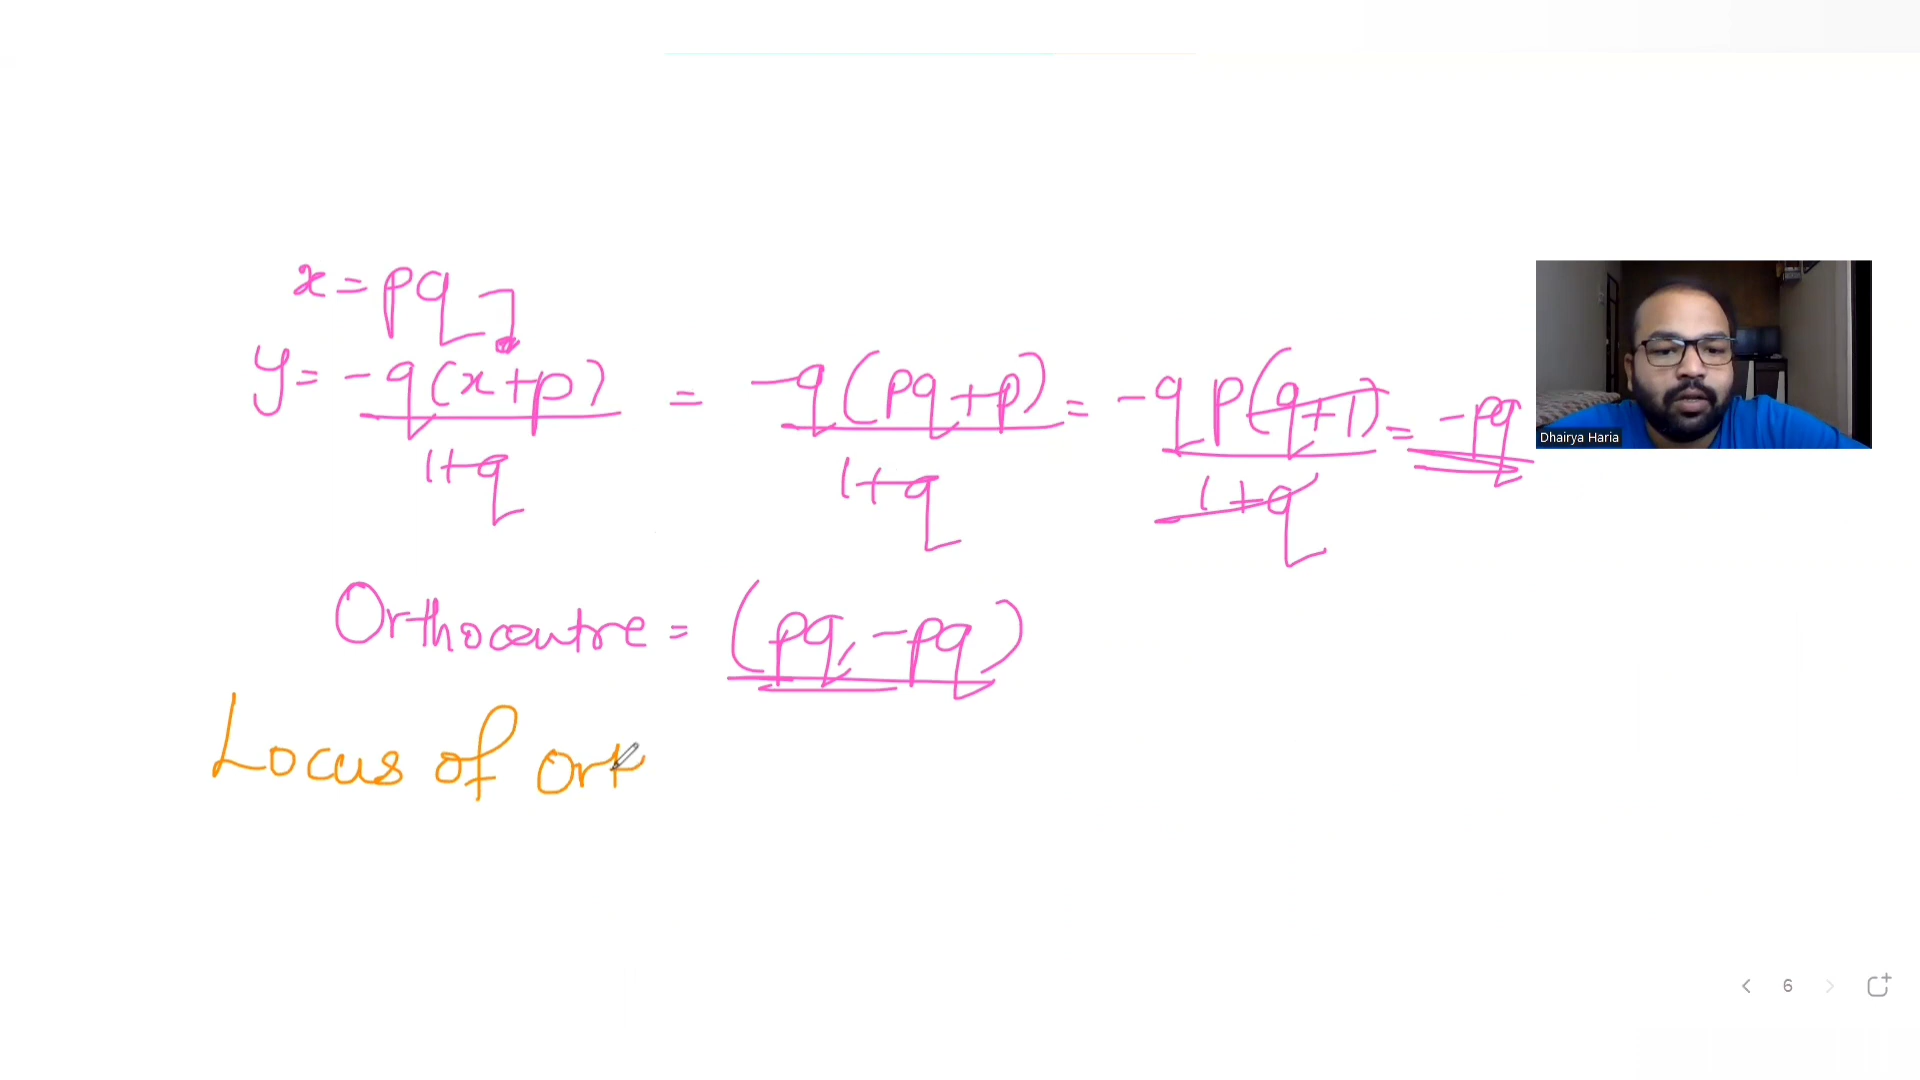 x = pq
y = -q(x+p)/1+q = -q(pq+p)/1+q = -qp(q+1)/1+q = -pq
Dhairya Haria
Orthocentre = (pq, -pq)
Locus of ort
6